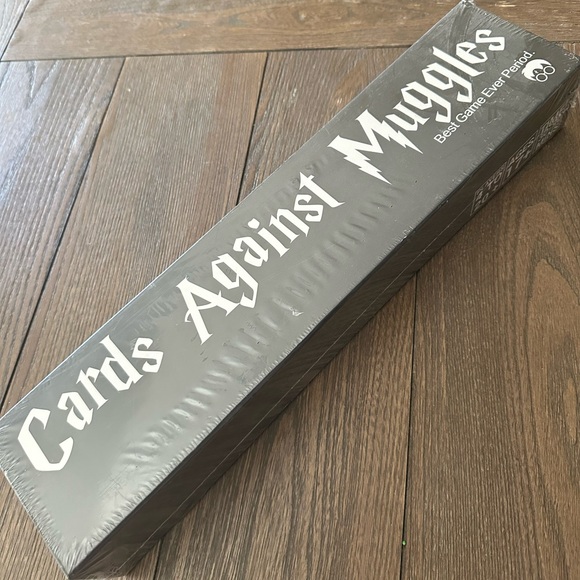 Cards Against Muggles
Best Game Ever Period.